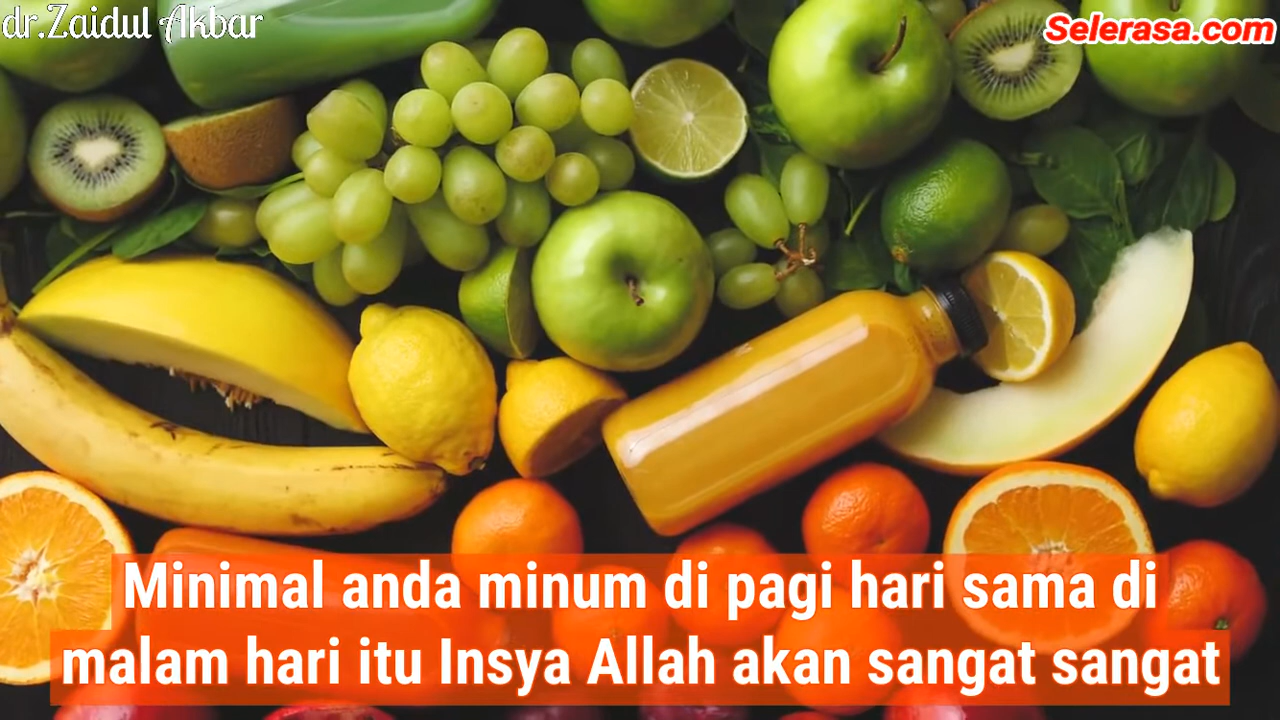 dr.Zaidul Akbar
Selerasa.com
Minimal anda minum di pagi hari sama di
malam hari itu Insya Allah akan sangat sangat